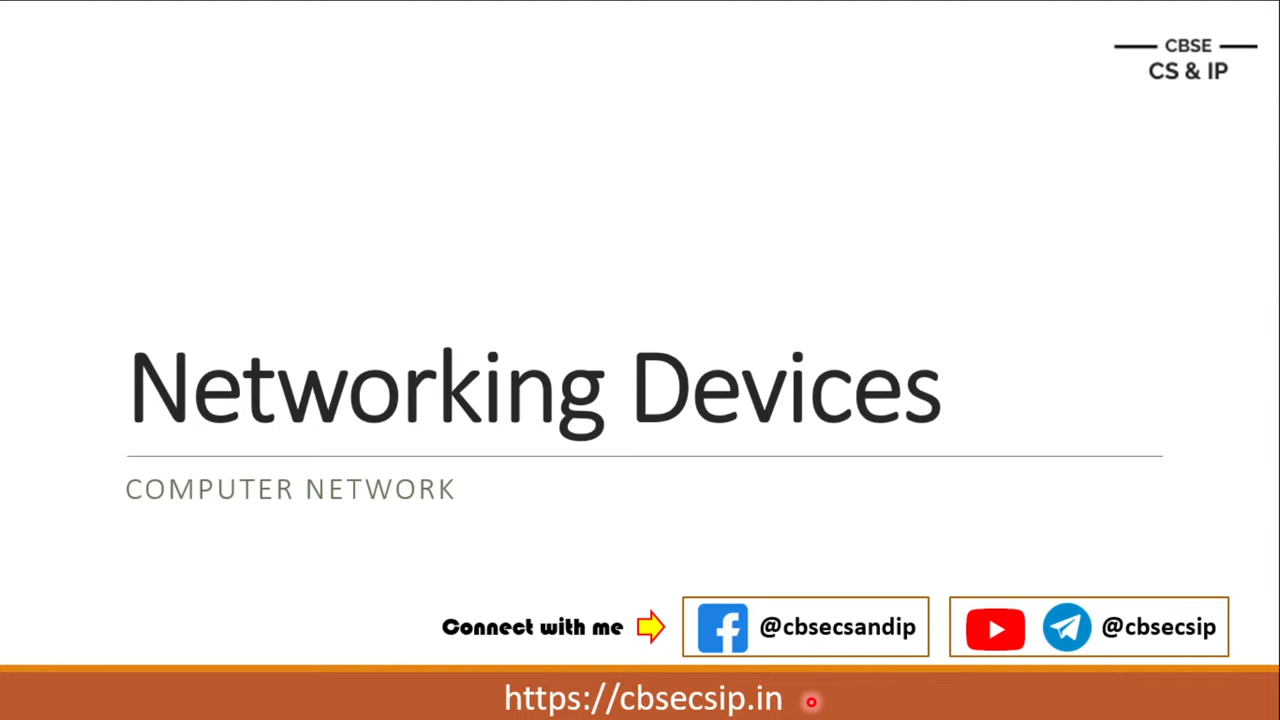 CBSE
CS & IP
Networking Devices
COMPUTER NETWORK
Connect with me
@cbsecsandip
@cbsecsip
https://cbsecsip.in